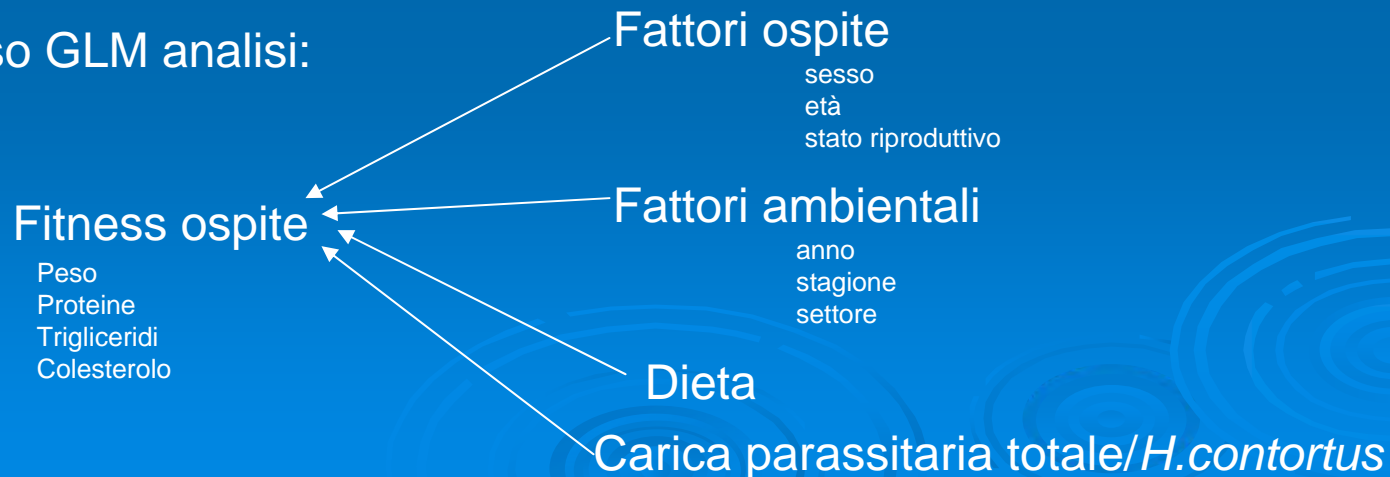 so GLM analisi:
Fattori ospite
sesso
età
stato riproduttivo
Fitness ospite
Peso
Proteine
Trigliceridi
Colesterolo
Fattori ambientali
anno
stagione
settore
Dieta
Carica parassitaria totale/H.contortus